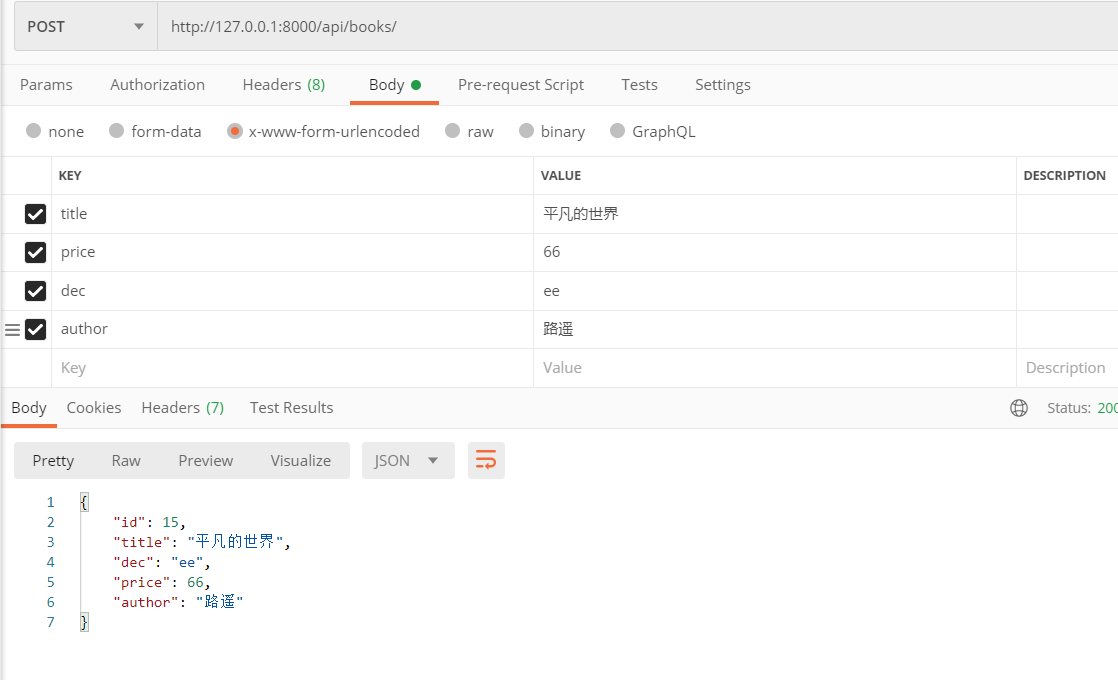 POST http://127.0.0.1:8000/api/books/
Params Authorization Headers (8) Body Pre-request Script Tests Settings
none form-data x-www-form-urlencoded raw binary GraphQL
KEY VALUE DESCRIPTION
title 平凡的世界
price 66
dec ee
author 路遥
Key Value Description
Body Cookies Headers (7) Test Results Status: 200
Pretty Raw Preview Visualize JSON
1 {
2 "id": 15,
3 "title": "平凡的世界",
4 "dec": "ee",
5 "price": 66,
6 "author": "路遥"
7 }